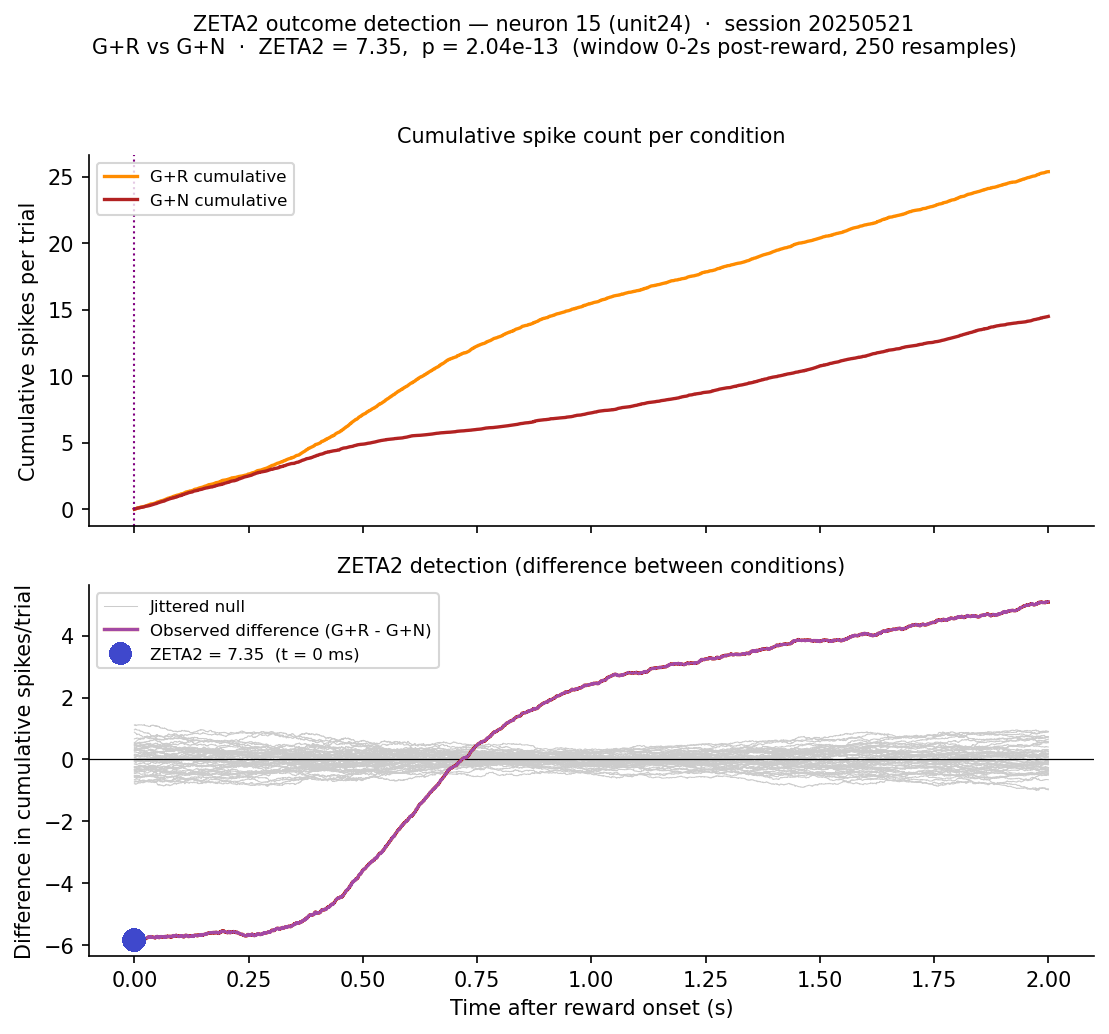 ZETA2 outcome detection — neuron 15 (unit24)  ·  session 20250521
G+R vs G+N  ·  ZETA2 = 7.35,  p = 2.04e-13  (window 0-2s post-reward, 250 resamples)
Cumulative spike count per condition
G+R cumulative
G+N cumulative
Cumulative spikes per trial
25
20
15
10
5
0
ZETA2 detection (difference between conditions)
Jittered null
Observed difference (G+R - G+N)
ZETA2 = 7.35  (t = 0 ms)
Difference in cumulative spikes/trial
4
2
0
−2
−4
−6
0.00 0.25 0.50 0.75 1.00 1.25 1.50 1.75 2.00
Time after reward onset (s)